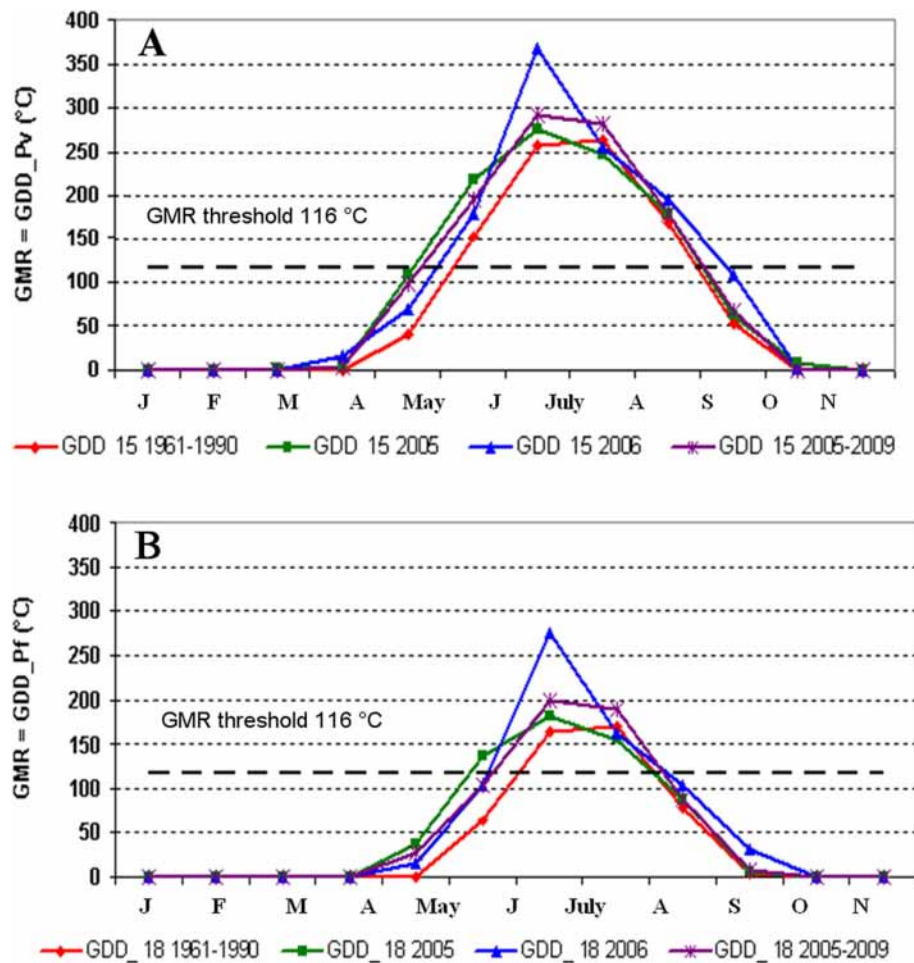 A
GMR = GDD_Pv (°C)
400
350
300
250
200
150
100
50
0
GMR threshold 116 °C
J F M A May J July A S O N
GDD 15 1961-1990 GDD 15 2005 GDD 15 2006 GDD 15 2005-2009
B
GMR = GDD_Pf (°C)
400
350
300
250
200
150
100
50
0
GMR threshold 116 °C
J F M A May J July A S O N
GDD_ 18 1961-1990 GDD_ 18 2005 GDD_ 18 2006 GDD_ 18 2005-2009